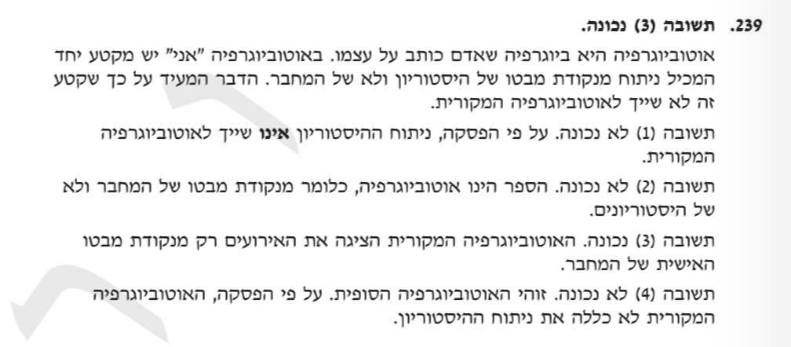 239. תשובה (3) נכונה.
אוטוביוגרפיה היא ביוגרפיה שאדם כותב על עצמו. באוטוביוגרפיה "אני" יש מקטע יחד
המכיל ניתוח מנקודת מבטו של היסטוריון ולא של המחבר. הדבר המעיד על כך שקטע
זה לא שייך לאוטוביוגרפיה המקורית.
תשובה (1) לא נכונה. על פי הפסקה, ניתוח ההיסטוריון אינו שייך לאוטוביוגרפיה
המקורית.
תשובה (2) לא נכונה. הספר הינו אוטוביוגרפיה, כלומר מנקודת מבטו של המחבר ולא
של היסטוריונים.
תשובה (3) נכונה. האוטוביוגרפיה המקורית הציגה את האירועים רק מנקודת מבטו
האישית של המחבר.
תשובה (4) לא נכונה. זוהי האוטוביוגרפיה הסופית. על פי הפסקה, האוטוביוגרפיה
המקורית לא כללה את ניתוח ההיסטוריון.